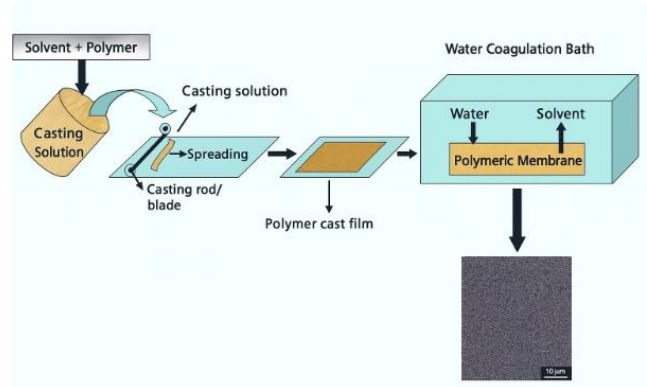 Solvent + Polymer
Casting
Solution
Casting solution
Spreading
Casting rod/
blade
Polymer cast film
Water Coagulation Bath
Water
Solvent
Polymeric Membrane
10 µm